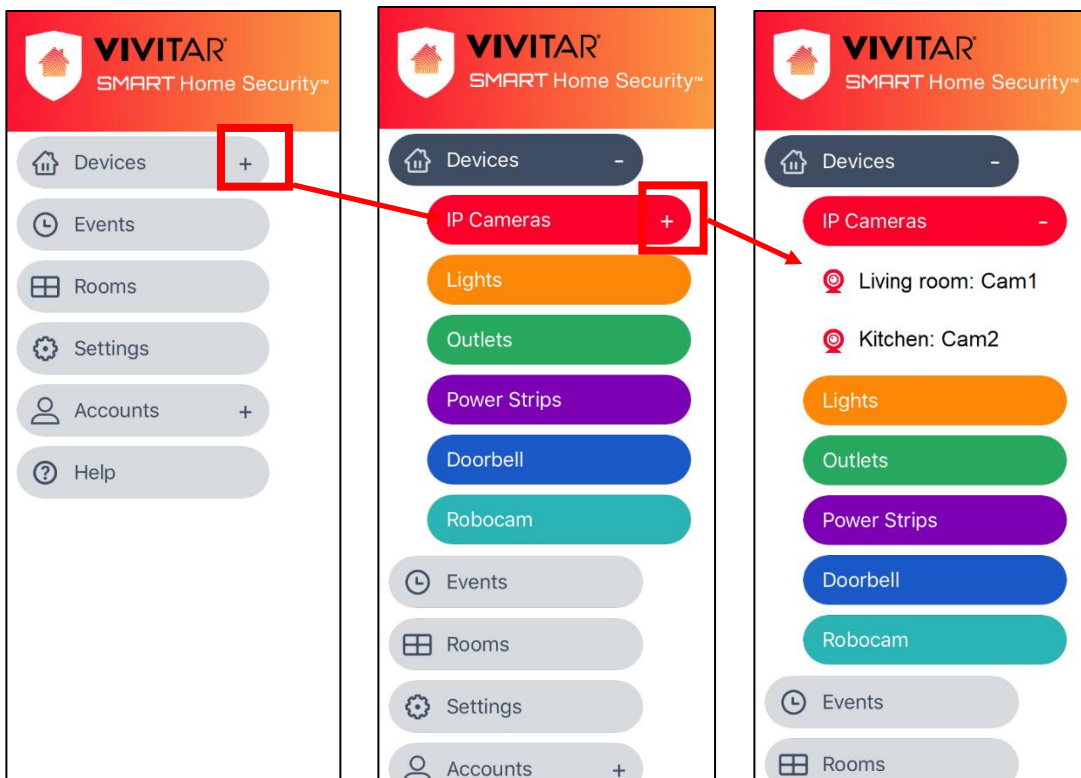 VIVITAR®
SMART Home Security™
Devices +
Events
Rooms
Settings
Accounts +
Help
VIVITAR®
SMART Home Security™
Devices -
IP Cameras +
Lights
Outlets
Power Strips
Doorbell
Robocam
Events
Rooms
Settings
Accounts +
VIVITAR®
SMART Home Security™
Devices -
IP Cameras -
Living room: Cam1
Kitchen: Cam2
Lights
Outlets
Power Strips
Doorbell
Robocam
Events
Rooms